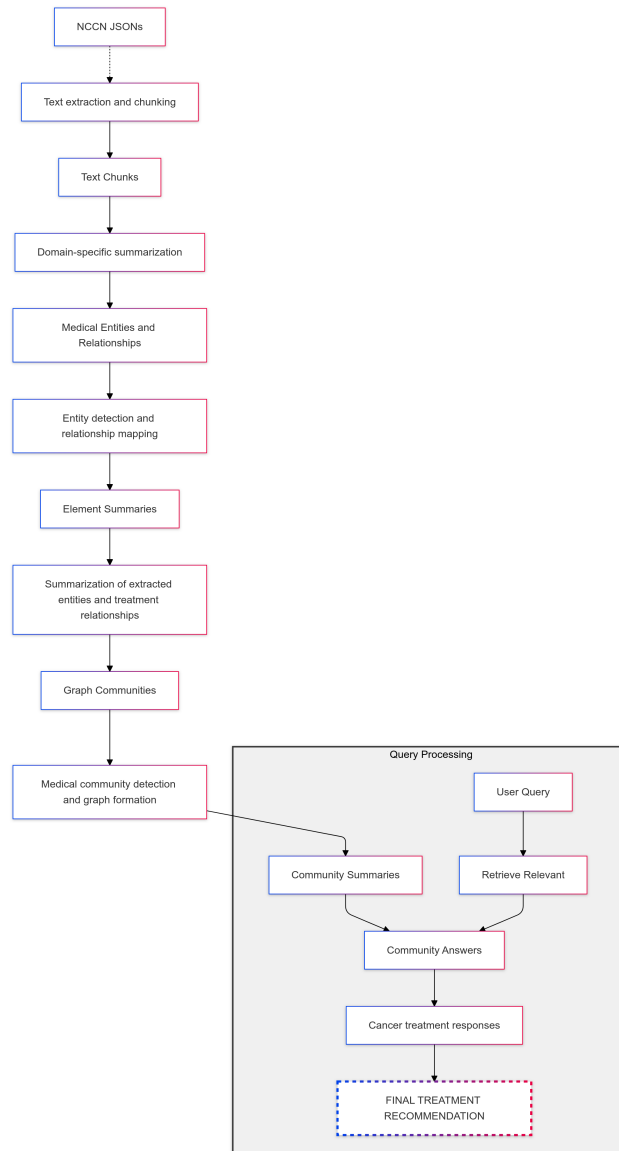 NCCN JSONs
Text extraction and chunking
Text Chunks
Domain-specific summarization
Medical Entities and
Relationships
Entity detection and
relationship mapping
Element Summaries
Summarization of extracted
entities and treatment
relationships
Graph Communities
Medical community detection
and graph formation
Query Processing
User Query
Community Summaries
Retrieve Relevant
Community Answers
Cancer treatment responses
FINAL TREATMENT
RECOMMENDATION